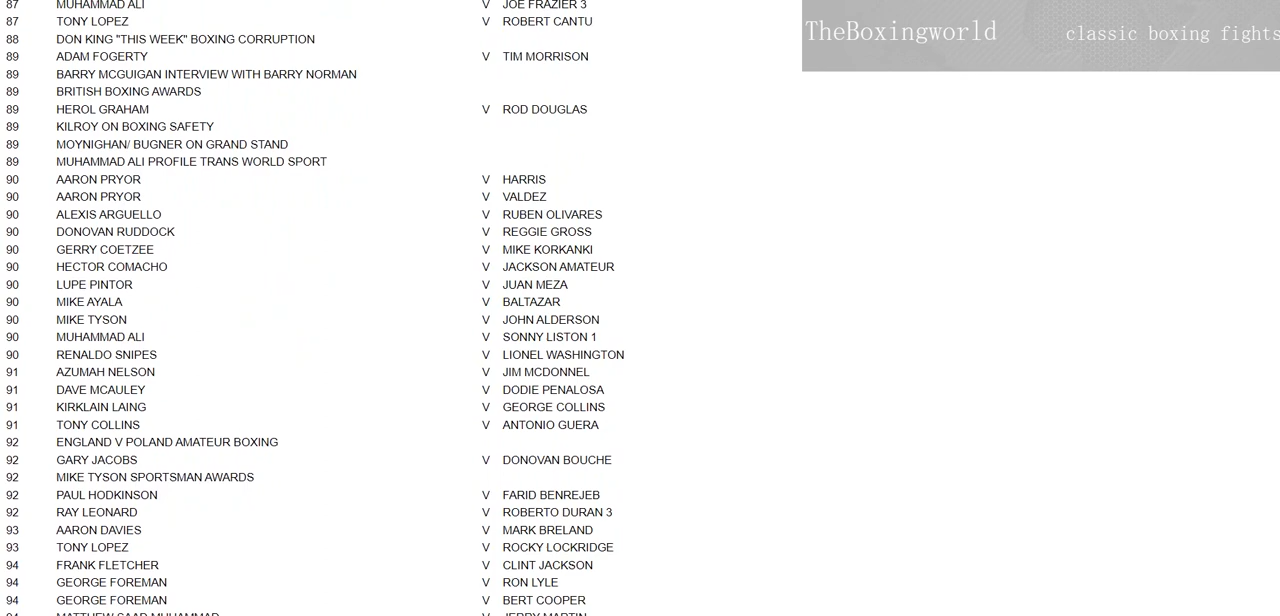 87 MUHAMMAD ALI V JOE FRAZIER 3
87 TONY LOPEZ V ROBERT CANTU
88 DON KING "THIS WEEK" BOXING CORRUPTION
89 ADAM FOGERTY V TIM MORRISON
89 BARRY MCGUIGAN INTERVIEW WITH BARRY NORMAN
89 BRITISH BOXING AWARDS
89 HEROL GRAHAM V ROD DOUGLAS
89 KILROY ON BOXING SAFETY
89 MOYNIGHAN/ BUGNER ON GRAND STAND
89 MUHAMMAD ALI PROFILE TRANS WORLD SPORT
90 AARON PRYOR V HARRIS
90 AARON PRYOR V VALDEZ
90 ALEXIS ARGUELLO V RUBEN OLIVARES
90 DONOVAN RUDDOCK V REGGIE GROSS
90 GERRY COETZEE V MIKE KORKANKI
90 HECTOR COMACHO V JACKSON AMATEUR
90 LUPE PINTOR V JUAN MEZA
90 MIKE AYALA V BALTAZAR
90 MIKE TYSON V JOHN ALDERSON
90 MUHAMMAD ALI V SONNY LISTON 1
90 RENALDO SNIPES V LIONEL WASHINGTON
91 AZUMAH NELSON V JIM MCDONNEL
91 DAVE MCAULEY V DODIE PENALOSA
91 KIRKLAIN LAING V GEORGE COLLINS
91 TONY COLLINS V ANTONIO GUERA
92 ENGLAND V POLAND AMATEUR BOXING
92 GARY JACOBS V DONOVAN BOUCHE
92 MIKE TYSON SPORTSMAN AWARDS
92 PAUL HODKINSON V FARID BENREJEB
92 RAY LEONARD V ROBERTO DURAN 3
93 AARON DAVIES V MARK BRELAND
93 TONY LOPEZ V ROCKY LOCKRIDGE
94 FRANK FLETCHER V CLINT JACKSON
94 GEORGE FOREMAN V RON LYLE
94 GEORGE FOREMAN V BERT COOPER
94 MATTHEW SAAD MUHAMMAD V JERRY MARTIN
TheBoxingworld classic boxing fights